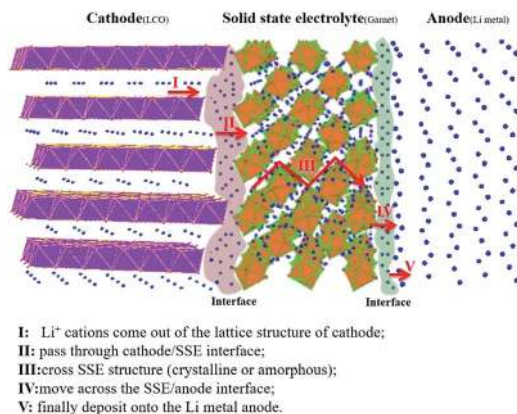 Cathode(LCO) Solid state electrolyte(Garnet) Anode(Li metal)
I
II
III
IV
V
Interface Interface
I: Li⁺ cations come out of the lattice structure of cathode;
II: pass through cathode/SSE interface;
III:cross SSE structure (crystalline or amorphous);
IV:move across the SSE/anode interface;
V: finally deposit onto the Li metal anode.